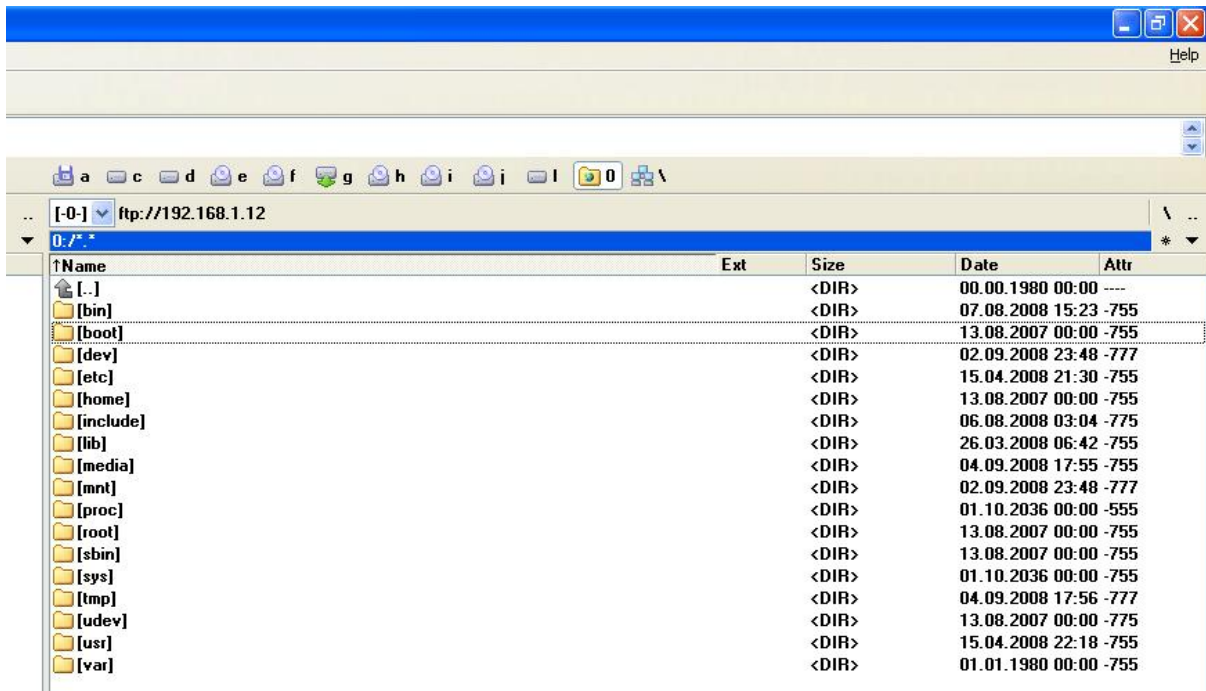 Help
a c d e f g h i j l 0 \
.. [-0-] ftp://192.168.1.12 \ ..
0:/*.* * 
↑Name Ext Size Date Attr
[..] <DIR> 00.00.1980 00:00 ----
[bin] <DIR> 07.08.2008 15:23 -755
[boot] <DIR> 13.08.2007 00:00 -755
[dev] <DIR> 02.09.2008 23:48 -777
[etc] <DIR> 15.04.2008 21:30 -755
[home] <DIR> 13.08.2007 00:00 -755
[include] <DIR> 06.08.2008 03:04 -775
[lib] <DIR> 26.03.2008 06:42 -755
[media] <DIR> 04.09.2008 17:55 -755
[mnt] <DIR> 02.09.2008 23:48 -777
[proc] <DIR> 01.10.2036 00:00 -555
[root] <DIR> 13.08.2007 00:00 -755
[sbin] <DIR> 13.08.2007 00:00 -755
[sys] <DIR> 01.10.2036 00:00 -755
[tmp] <DIR> 04.09.2008 17:56 -777
[udev] <DIR> 13.08.2007 00:00 -775
[usr] <DIR> 15.04.2008 22:18 -755
[var] <DIR> 01.01.1980 00:00 -755